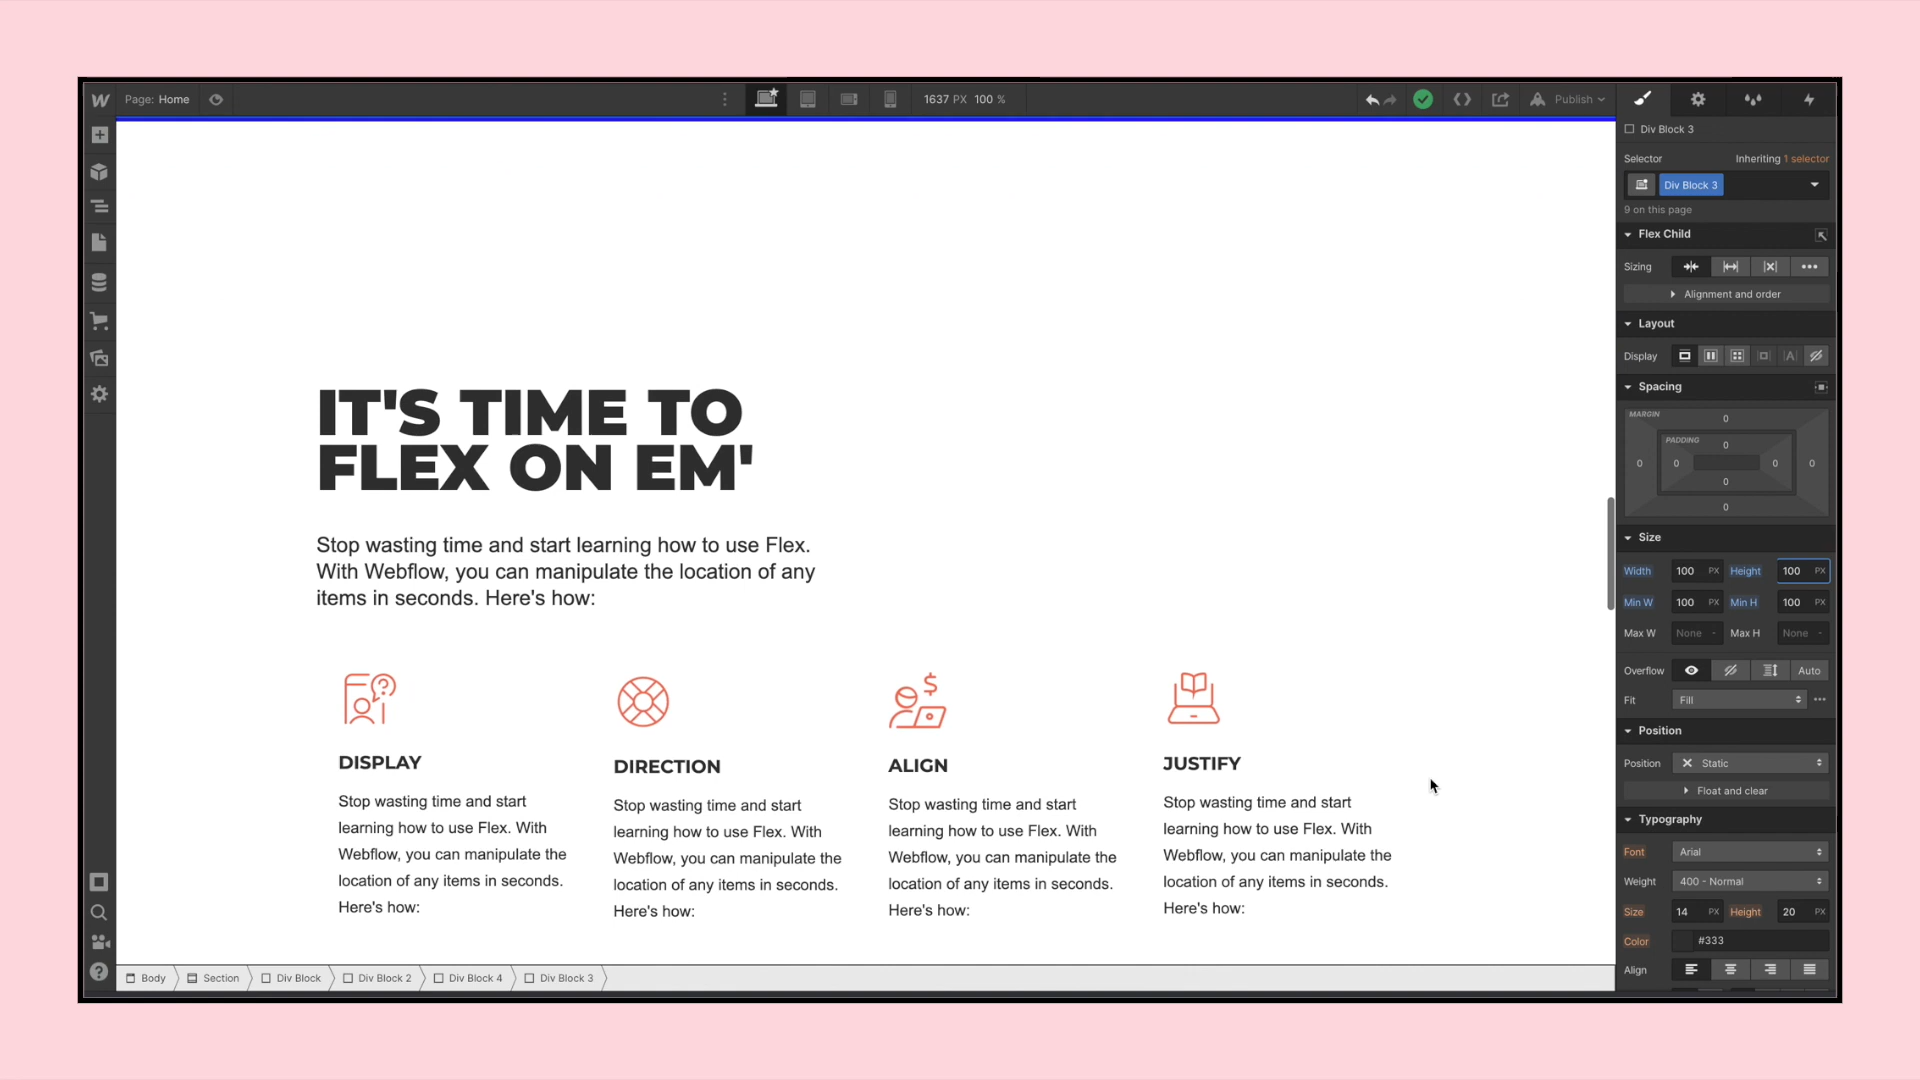 Page: Home
1637 PX 100 %
Publish
Div Block 3
Selector
Inheriting 1 selector
Div Block 3
9 on this page
Flex Child
Sizing
Alignment and order
Layout
Display
Spacing
MARGIN
0
PADDING
0
0
0
0
0
0
0
Size
Width 100 PX Height 100 PX
Min W 100 PX Min H 100 PX
Max W None - Max H None -
Overflow Auto
Fit Fill
Position
Position Static
Float and clear
Typography
Font Arial
Weight 400 - Normal
Size 14 PX Height 20 PX
Color #333
Align
IT'S TIME TO
FLEX ON EM'
Stop wasting time and start learning how to use Flex.
With Webflow, you can manipulate the location of any
items in seconds. Here's how:
DISPLAY
Stop wasting time and start
learning how to use Flex. With
Webflow, you can manipulate the
location of any items in seconds.
Here's how:
DIRECTION
Stop wasting time and start
learning how to use Flex. With
Webflow, you can manipulate the
location of any items in seconds.
Here's how:
ALIGN
Stop wasting time and start
learning how to use Flex. With
Webflow, you can manipulate the
location of any items in seconds.
Here's how:
JUSTIFY
Stop wasting time and start
learning how to use Flex. With
Webflow, you can manipulate the
location of any items in seconds.
Here's how:
Body Section Div Block Div Block 2 Div Block 4 Div Block 3